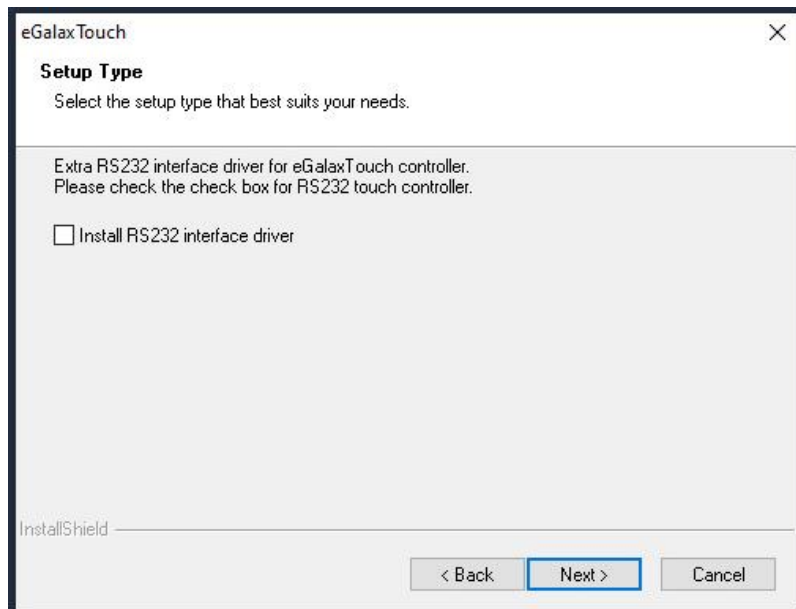 eGalaxTouch
Setup Type
Select the setup type that best suits your needs.
Extra RS232 interface driver for eGalaxTouch controller.
Please check the check box for RS232 touch controller.
Install RS232 interface driver
InstallShield
< Back
Next >
Cancel